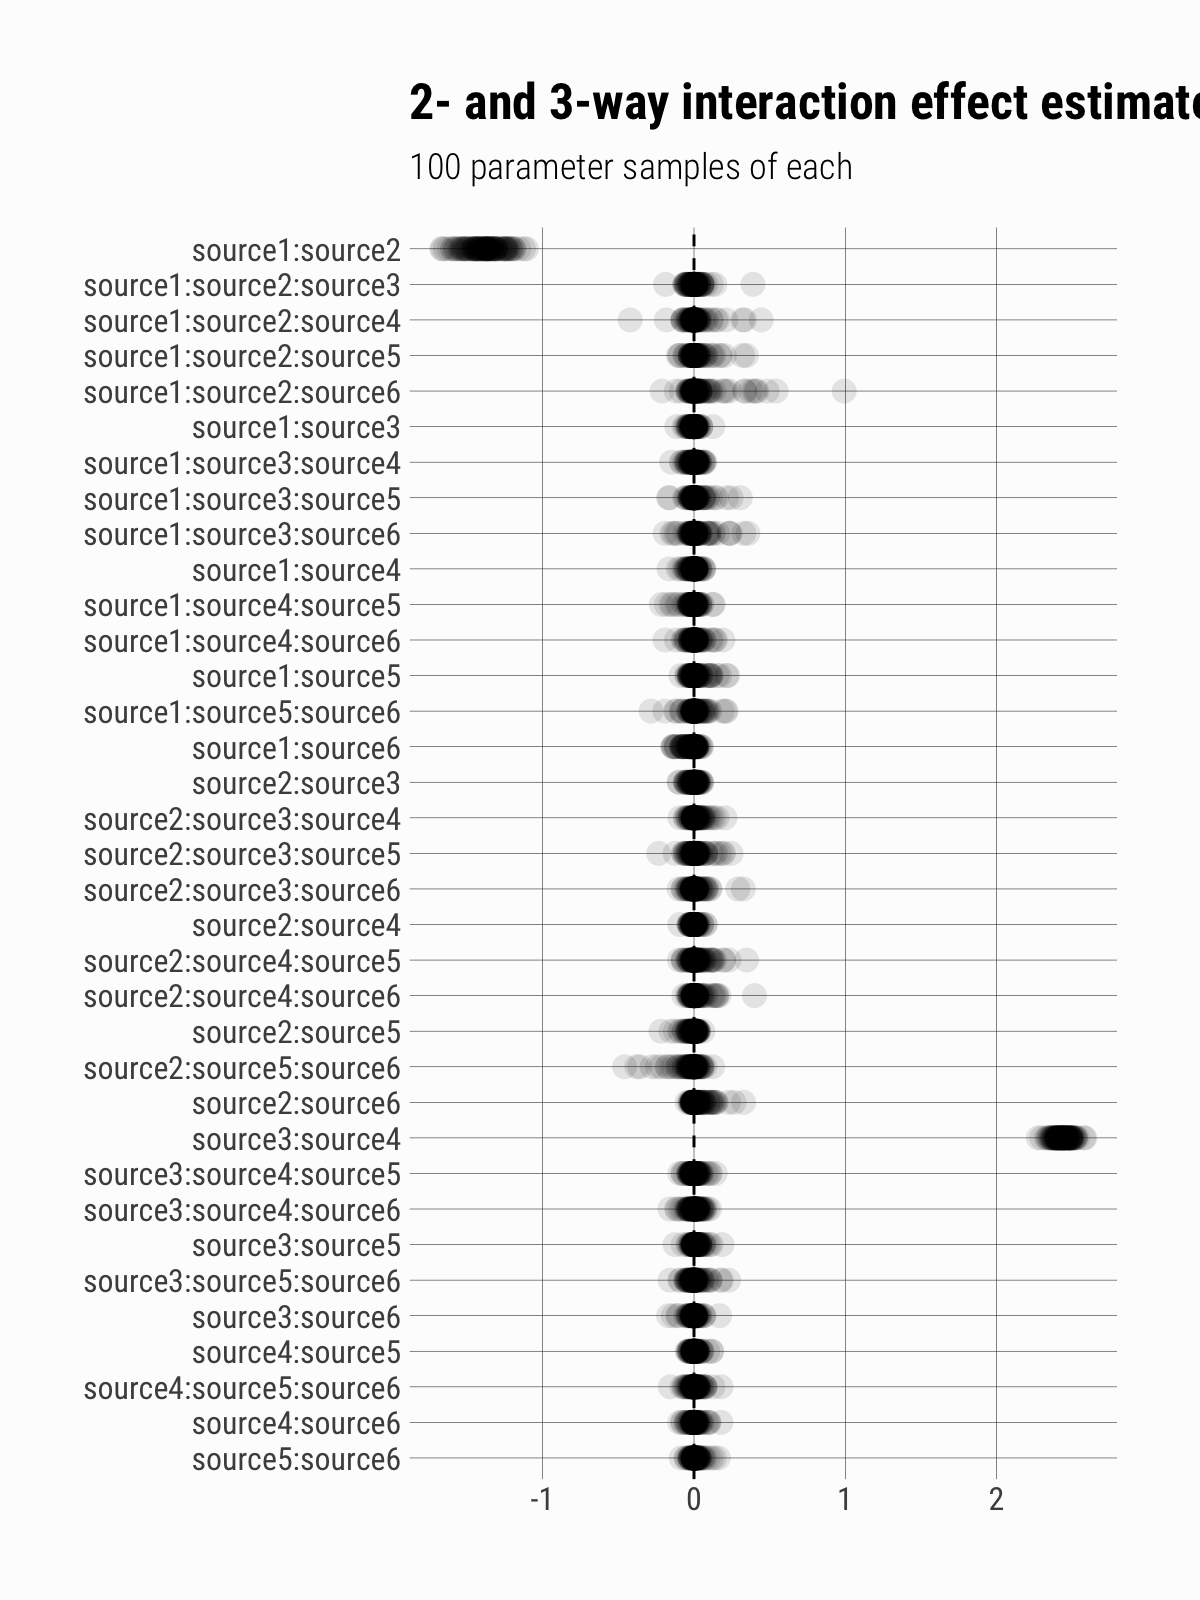 2- and 3-way interaction effect estimate
100 parameter samples of each
source1:source2
source1:source2:source3
source1:source2:source4
source1:source2:source5
source1:source2:source6
source1:source3
source1:source3:source4
source1:source3:source5
source1:source3:source6
source1:source4
source1:source4:source5
source1:source4:source6
source1:source5
source1:source5:source6
source1:source6
source2:source3
source2:source3:source4
source2:source3:source5
source2:source3:source6
source2:source4
source2:source4:source5
source2:source4:source6
source2:source5
source2:source5:source6
source2:source6
source3:source4
source3:source4:source5
source3:source4:source6
source3:source5
source3:source5:source6
source3:source6
source4:source5
source4:source5:source6
source4:source6
source5:source6
-1 0 1 2